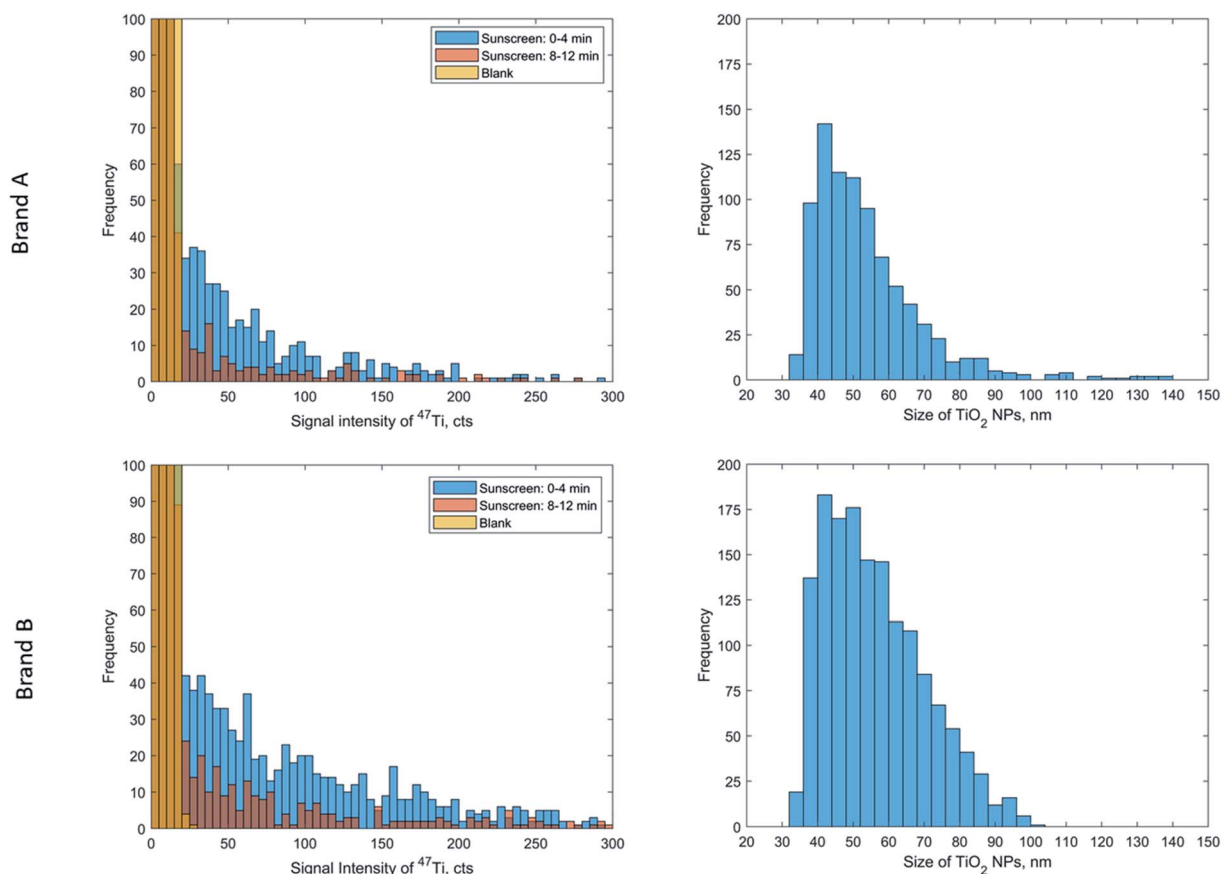 Brand A
100
90
80
70
60
50
40
30
20
10
0
Frequency
Sunscreen: 0-4 min
Sunscreen: 8-12 min
Blank
0 50 100 150 200 250 300
Signal intensity of ⁴⁷Ti, cts
200
175
150
125
100
75
50
25
0
Frequency
20 30 40 50 60 70 80 90 100 110 120 130 140 150
Size of TiO₂ NPs, nm
Brand B
100
90
80
70
60
50
40
30
20
10
0
Frequency
Sunscreen: 0-4 min
Sunscreen: 8-12 min
Blank
0 50 100 150 200 250 300
Signal Intensity of ⁴⁷Ti, cts
200
175
150
125
100
75
50
25
0
Frequency
20 30 40 50 60 70 80 90 100 110 120 130 140 150
Size of TiO₂ NPs, nm